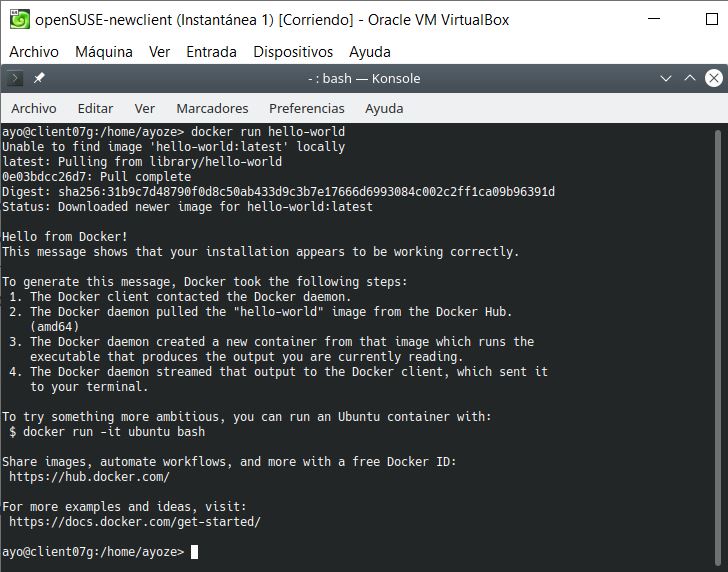 openSUSE-newclient (Instantánea 1) [Corriendo] - Oracle VM VirtualBox
Archivo Máquina Ver Entrada Dispositivos Ayuda
- : bash — Konsole
Archivo Editar Ver Marcadores Preferencias Ayuda
ayo@client07g:/home/ayoze> docker run hello-world
Unable to find image 'hello-world:latest' locally
latest: Pulling from library/hello-world
0e03bdcc26d7: Pull complete
Digest: sha256:31b9c7d48790f0d8c50ab433d9c3b7e17666d6993084c002c2ff1ca09b96391d
Status: Downloaded newer image for hello-world:latest

Hello from Docker!
This message shows that your installation appears to be working correctly.

To generate this message, Docker took the following steps:
 1. The Docker client contacted the Docker daemon.
 2. The Docker daemon pulled the "hello-world" image from the Docker Hub.
    (amd64)
 3. The Docker daemon created a new container from that image which runs the
    executable that produces the output you are currently reading.
 4. The Docker daemon streamed that output to the Docker client, which sent it
    to your terminal.

To try something more ambitious, you can run an Ubuntu container with:
 $ docker run -it ubuntu bash

Share images, automate workflows, and more with a free Docker ID:
 https://hub.docker.com/

For more examples and ideas, visit:
 https://docs.docker.com/get-started/

ayo@client07g:/home/ayoze>